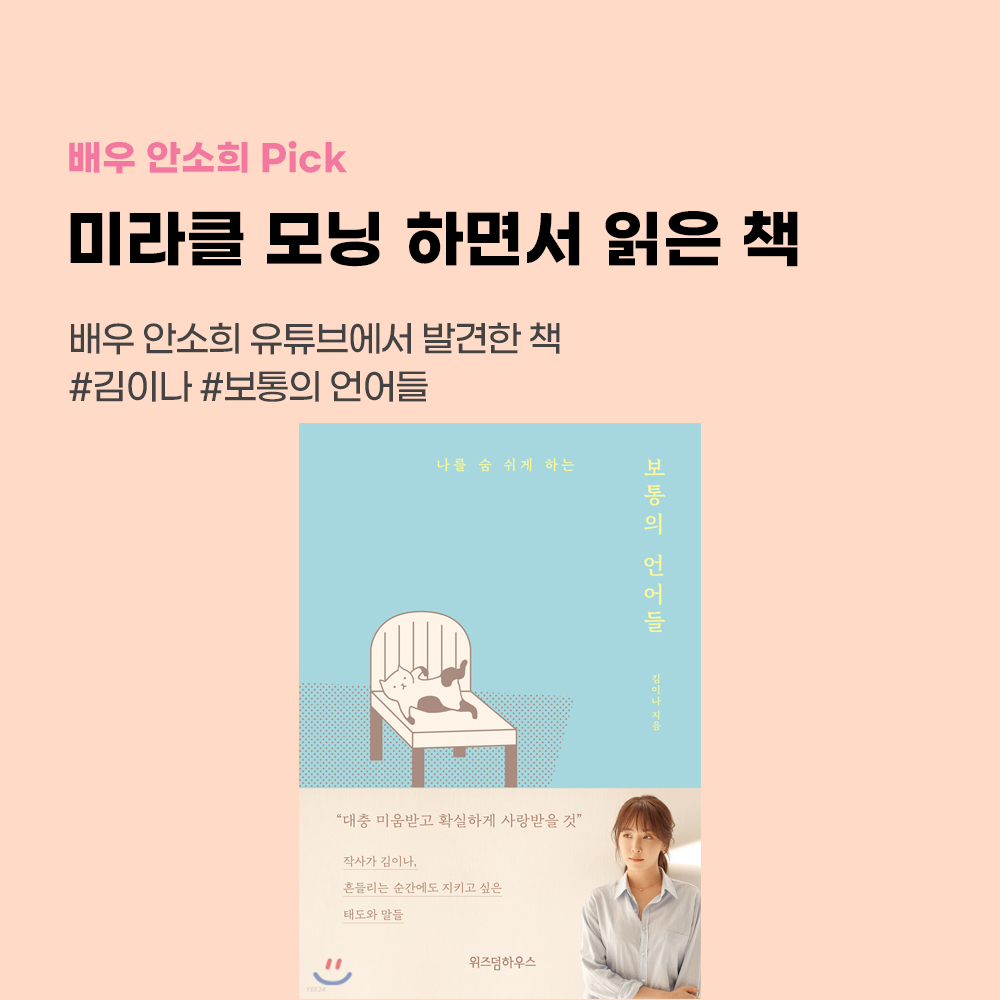 배우 안소희 Pick
미라클 모닝 하면서 읽은 책
배우 안소희 유튜브에서 발견한 책
#김이나 #보통의 언어들
나를 숨 쉬게 하는
보통의 언어들
김이나 지음
“대충 미움받고 확실하게 사랑받을 것”
작사가 김이나,
흔들리는 순간에도 지키고 싶은
태도와 말들
위즈덤하우스
YES24